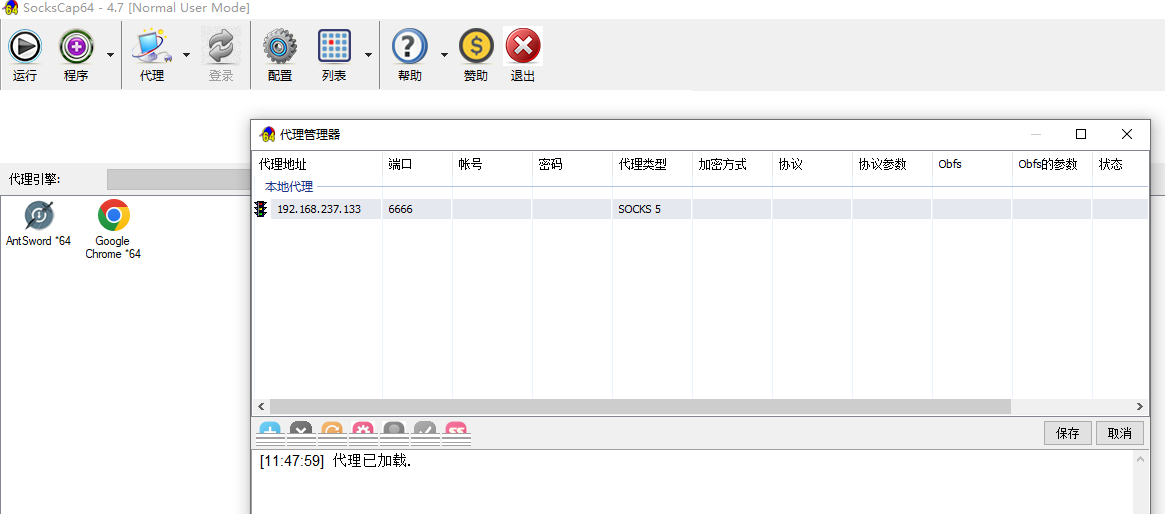 SocksCap64 - 4.7 [Normal User Mode]
运行 程序 代理 登录 配置 列表 帮助 赞助 退出
代理管理器
代理地址 端口 帐号 密码 代理类型 加密方式 协议 协议参数 Obfs Obfs的参数 状态
代理引擎:
本地代理
192.168.237.133 6666 SOCKS 5
AntSword *64
Google Chrome *64
保存 取消
[11:47:59] 代理已加载.